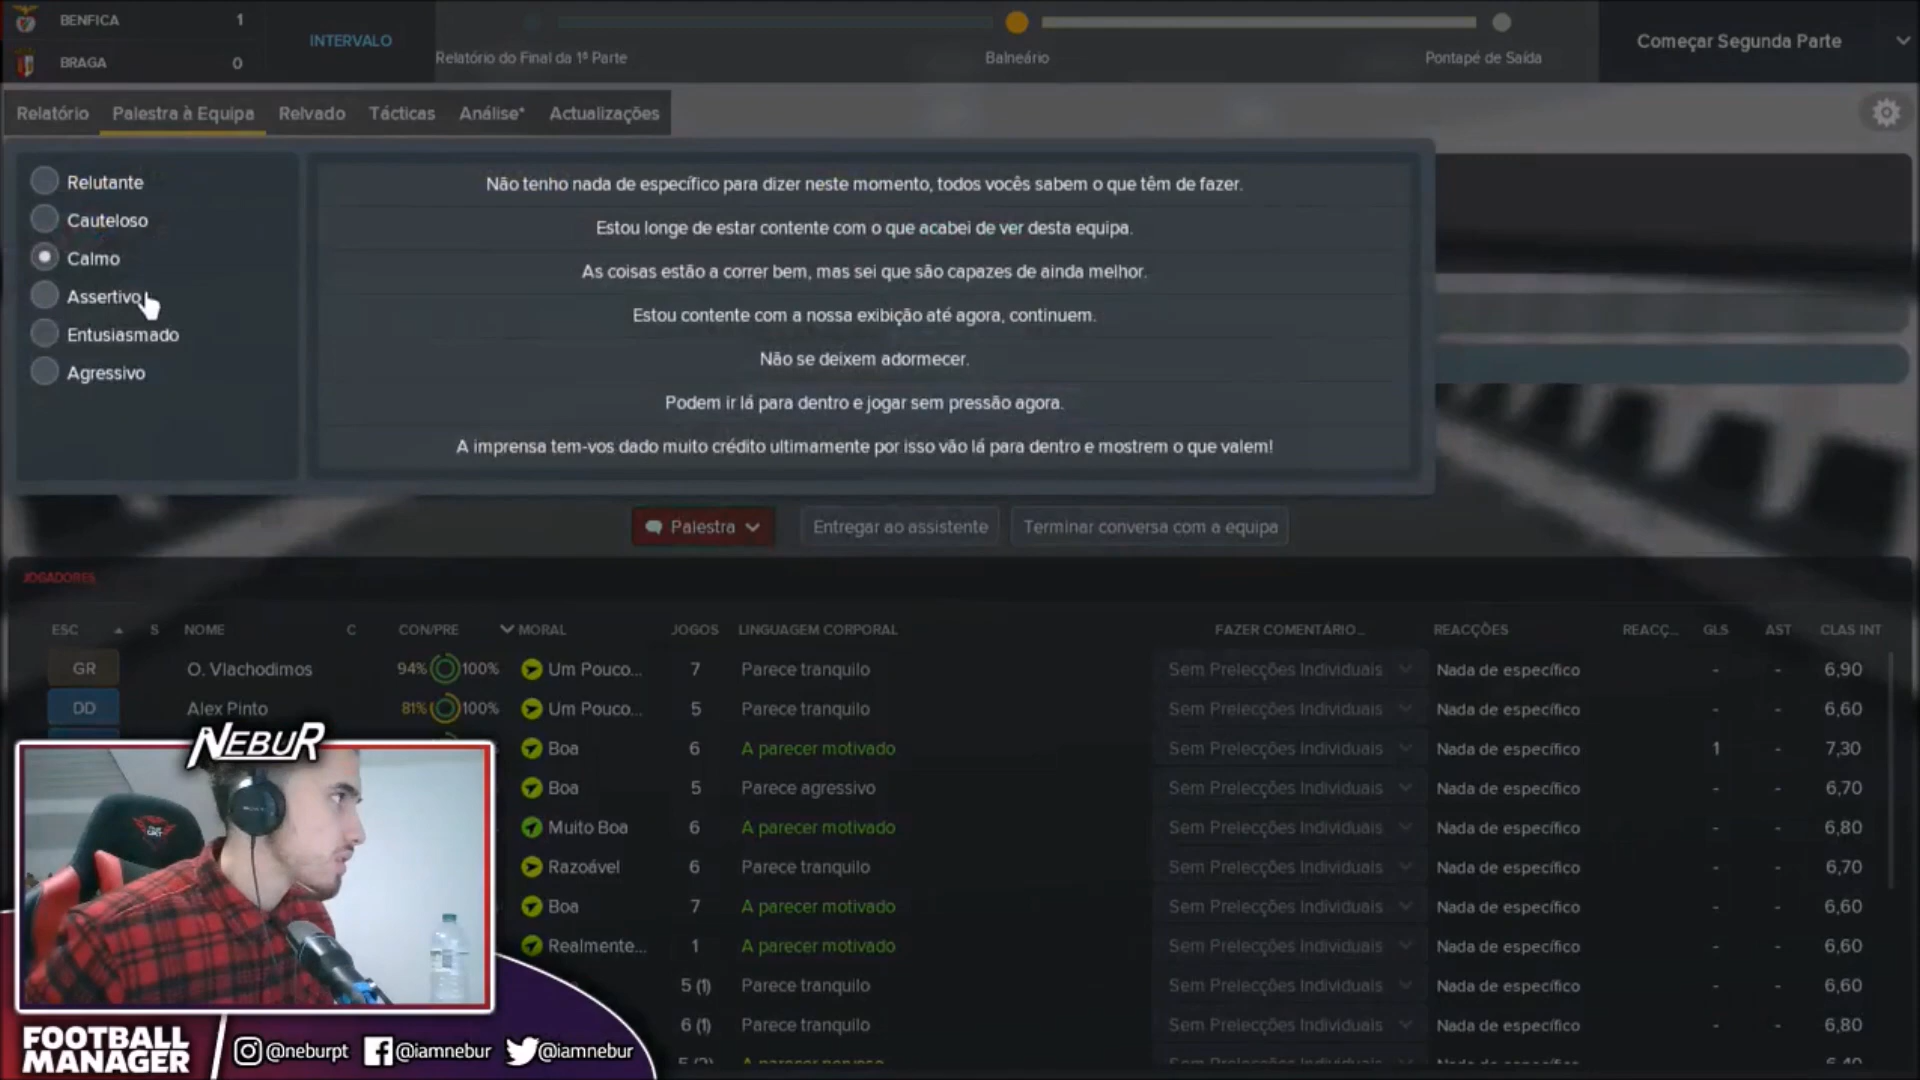 BENFICA 1
BRAGA 0
INTERVALO
Relatório do Final da 1ª Parte
Balneário
Pontapé de Saída
Começar Segunda Parte
Relatório Palestra à Equipa Relvado Tácticas Análise* Actualizações
Relutante
Cauteloso
Calmo
Assertivo
Entusiasmado
Agressivo
Não tenho nada de específico para dizer neste momento, todos vocês sabem o que têm de fazer.
Estou longe de estar contente com o que acabei de ver desta equipa.
As coisas estão a correr bem, mas sei que são capazes de ainda melhor.
Estou contente com a nossa exibição até agora, continuem.
Não se deixem adormecer.
Podem ir lá para dentro e jogar sem pressão agora.
A imprensa tem-vos dado muito crédito ultimamente por isso vão lá para dentro e mostrem o que valem!
Palestra Entregar ao assistente Terminar conversa com a equipa
JOGADORES
ESC S NOME C CON/PRE MORAL JOGOS LINGUAGEM CORPORAL FAZER COMENTÁRIO... REACÇÕES REACÇ... GLS AST CLAS INT
GR O. Vlachodimos 94% 100% Um Pouco... 7 Parece tranquilo Sem Prelecções Individuais Nada de específico - - 6,90
DD Alex Pinto 81% 100% Um Pouco... 5 Parece tranquilo Sem Prelecções Individuais Nada de específico - - 6,60
Boa 6 A parecer motivado Sem Prelecções Individuais Nada de específico 1 - 7,30
Boa 5 Parece agressivo Sem Prelecções Individuais Nada de específico - - 6,70
Muito Boa 6 A parecer motivado Sem Prelecções Individuais Nada de específico - - 6,80
Razoável 6 Parece tranquilo Sem Prelecções Individuais Nada de específico - - 6,70
Boa 7 A parecer motivado Sem Prelecções Individuais Nada de específico - - 6,60
Realmente... 1 A parecer motivado Sem Prelecções Individuais Nada de específico - - 6,60
5 (1) Parece tranquilo Sem Prelecções Individuais Nada de específico - - 6,60
6 (1) Parece tranquilo Sem Prelecções Individuais Nada de específico - - 6,80
NEBUR
FOOTBALL
MANAGER
@neburpt @iamnebur @iamnebur